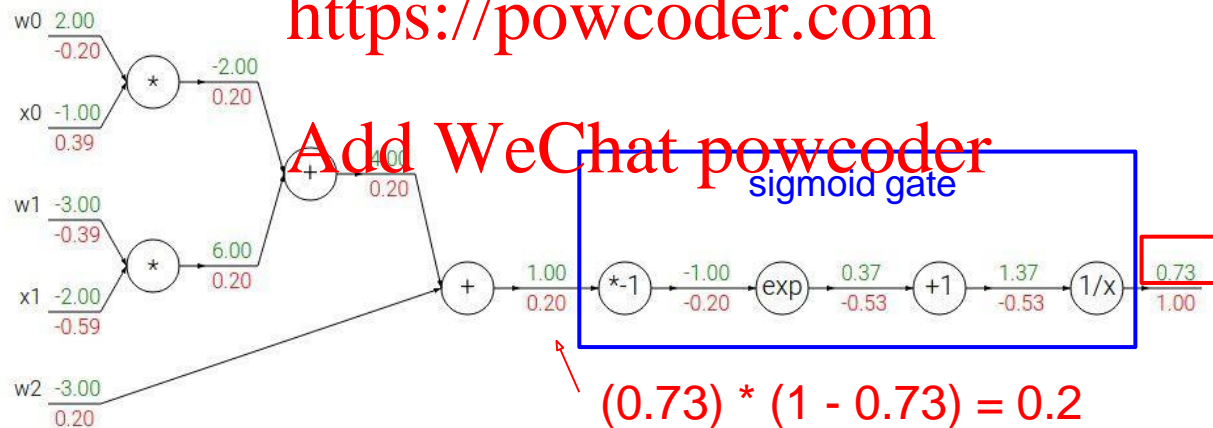 https://powcoder.com
w0 2.00
-0.20
*
-2.00
0.20
x0 -1.00
0.39
Add WeChat powcoder
+
4.00
0.20
sigmoid gate
w1 -3.00
-0.39
*
6.00
0.20
x1 -2.00
-0.59
+
1.00
0.20
*-1
-1.00
-0.20
exp
0.37
-0.53
+1
1.37
-0.53
1/x
0.73
1.00
w2 -3.00
0.20
(0.73) * (1 - 0.73) = 0.2